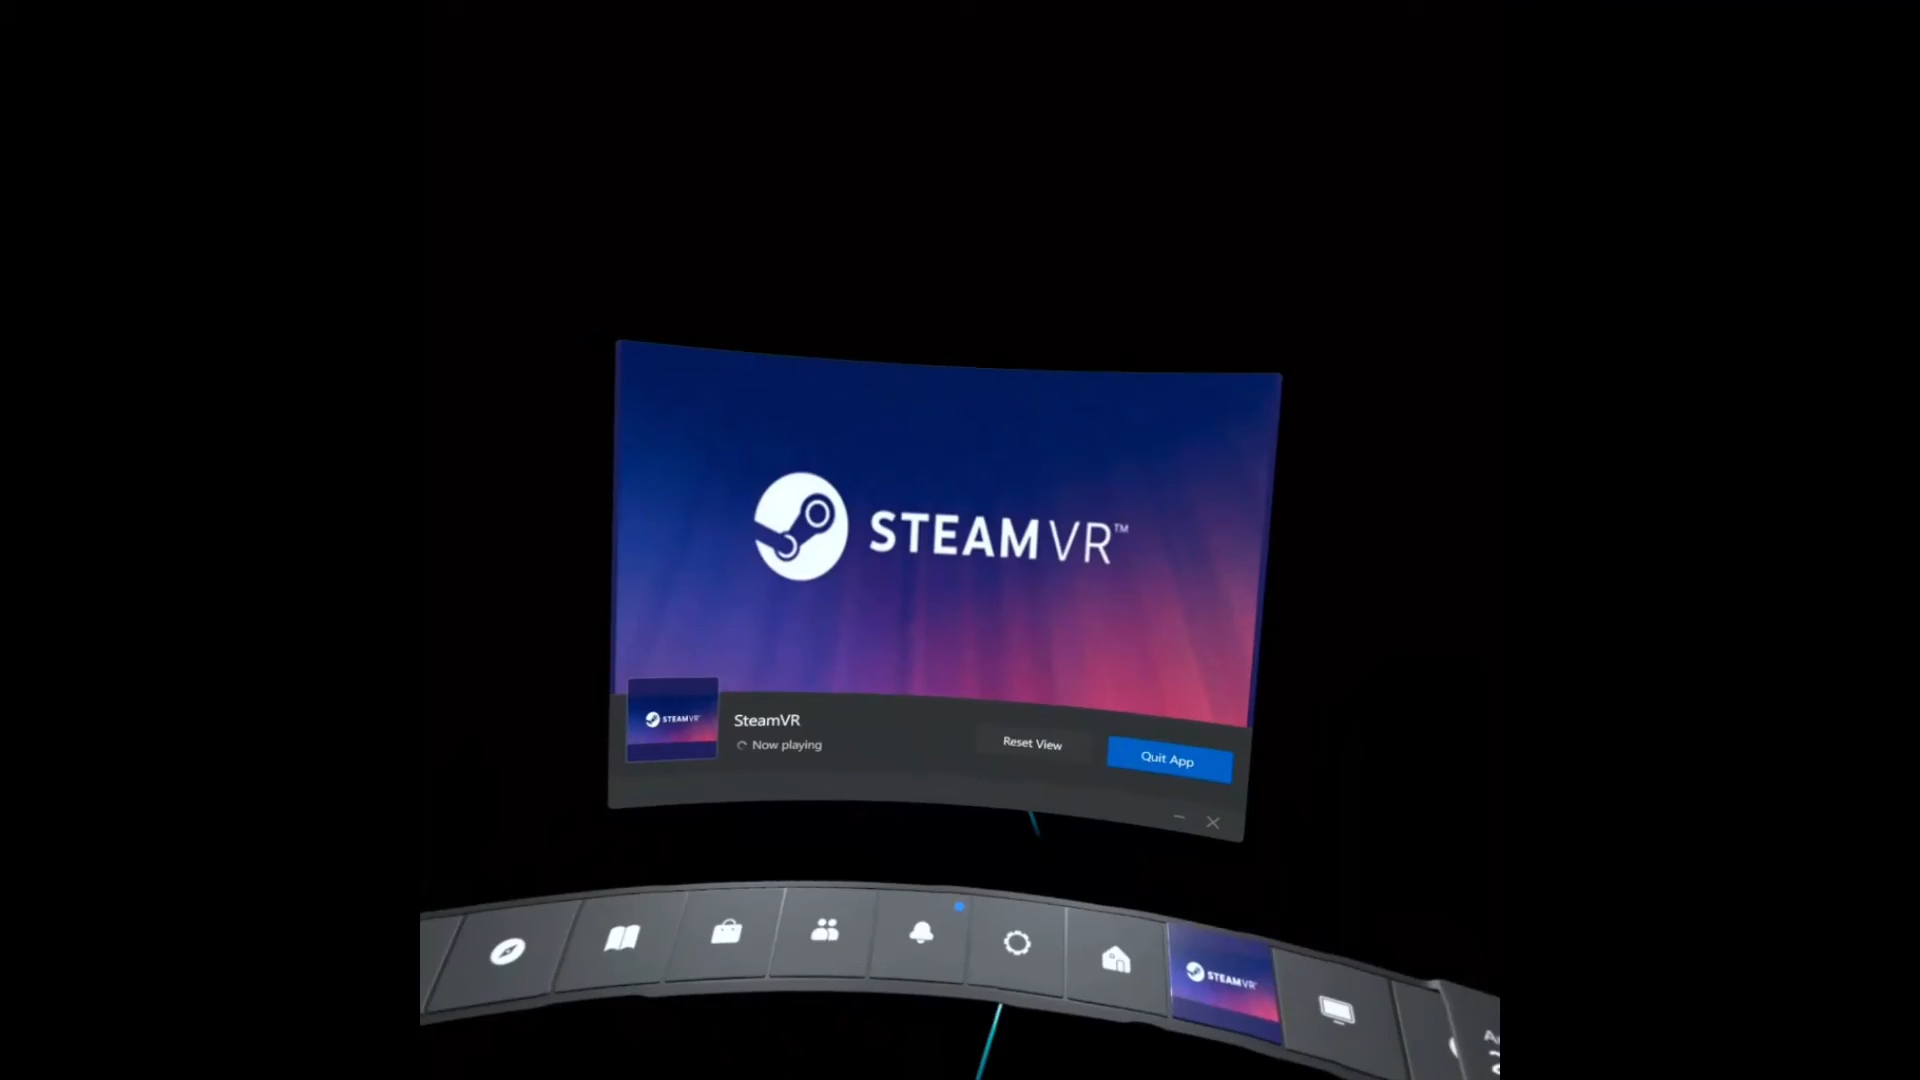 STEAMVR™
STEAMVR
SteamVR
Now playing
Reset View
Quit App
STEAMVR